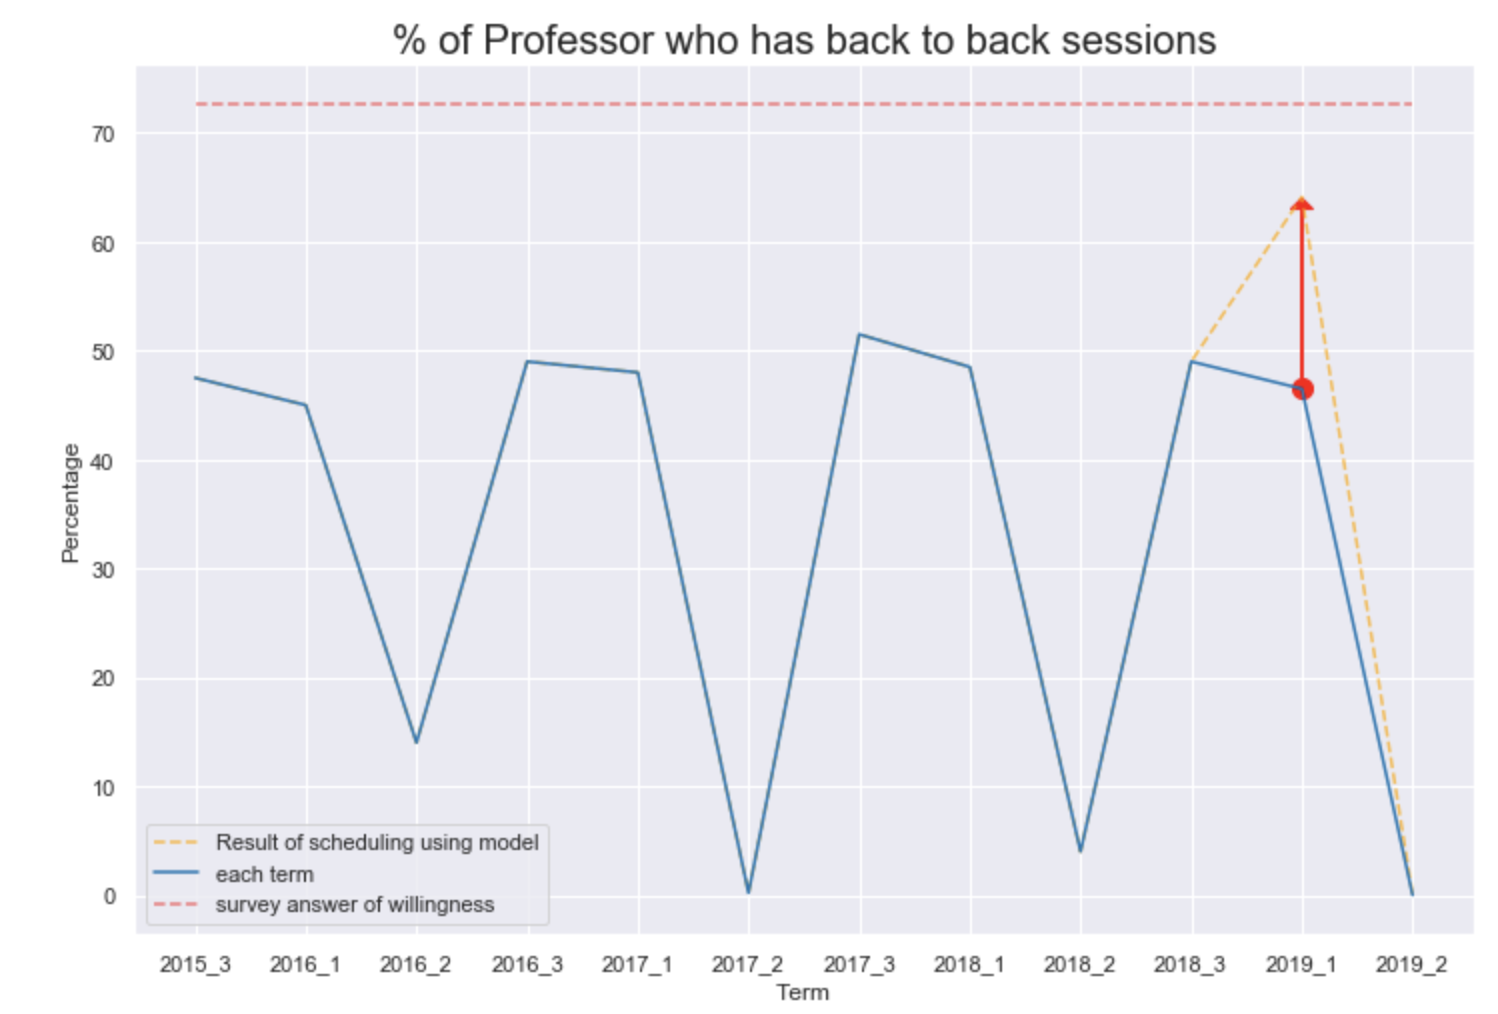 % of Professor who has back to back sessions
Percentage
70
60
50
40
30
20
10
0
Result of scheduling using model
each term
survey answer of willingness
2015_3 2016_1 2016_2 2016_3 2017_1 2017_2 2017_3 2018_1 2018_2 2018_3 2019_1 2019_2
Term